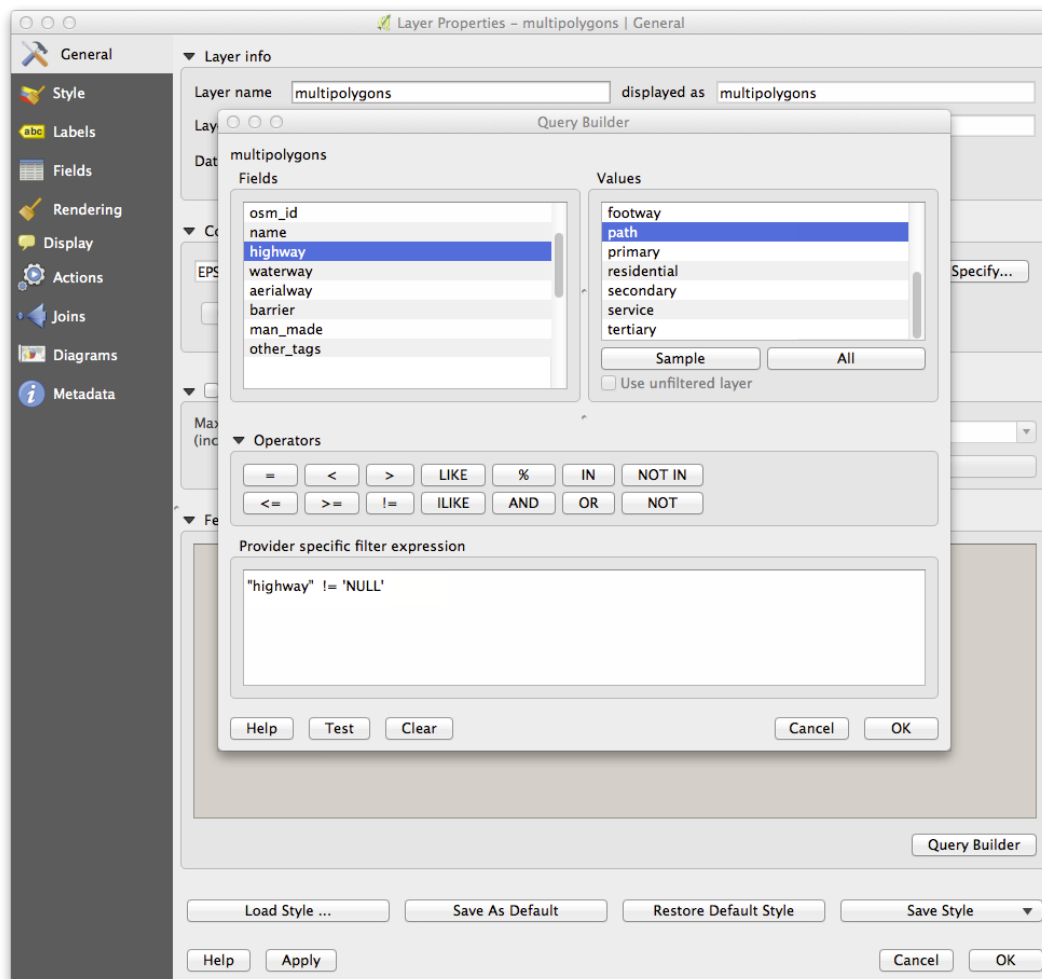 Layer Properties – multipolygons | General
General
Style
Labels
Fields
Rendering
Display
Actions
Joins
Diagrams
Metadata
Layer info
Layer name multipolygons displayed as multipolygons
Query Builder
multipolygons
Fields
osm_id
name
highway
waterway
aerialway
barrier
man_made
other_tags
Values
footway
path
primary
residential
secondary
service
tertiary
Sample All
Use unfiltered layer
Specify...
Operators
= < > LIKE % IN NOT IN
<= >= != ILIKE AND OR NOT
Provider specific filter expression
"highway" != 'NULL'
Help Test Clear Cancel OK
Query Builder
Load Style ... Save As Default Restore Default Style Save Style
Help Apply Cancel OK